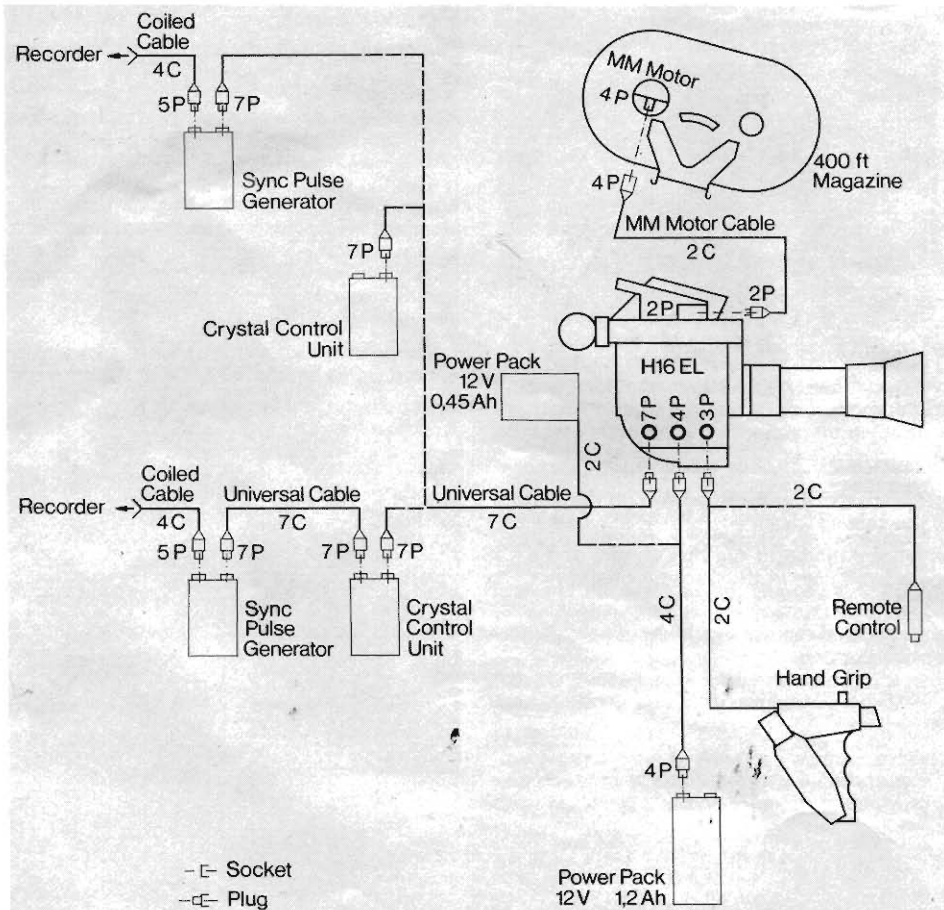 Coiled
Cable
Recorder
4C
5P
7P
Sync Pulse
Generator
7P
Crystal Control
Unit
MM Motor
4P
400 ft
Magazine
4P
MM Motor Cable
2C
2P
2P
H16 EL
7P
4P
3P
Power Pack
12 V
0,45 Ah
2C
2C
Coiled
Cable
Recorder
4C
Universal Cable
7C
Universal Cable
7C
5P
7P
7P
7P
Sync
Pulse
Generator
Crystal
Control
Unit
4C
2C
Remote
Control
Hand Grip
4P
Power Pack
12 V 1,2 Ah
Socket
Plug